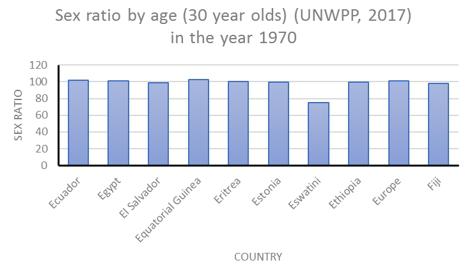 Sex ratio by age (30 year olds) (UNWPP, 2017)
in the year 1970
120
100
80
60
40
20
0
SEX RATIO
Ecuador
Egypt
El Salvador
Equatorial Guinea
Eritrea
Estonia
Eswatini
Ethiopia
Europe
Fiji
COUNTRY